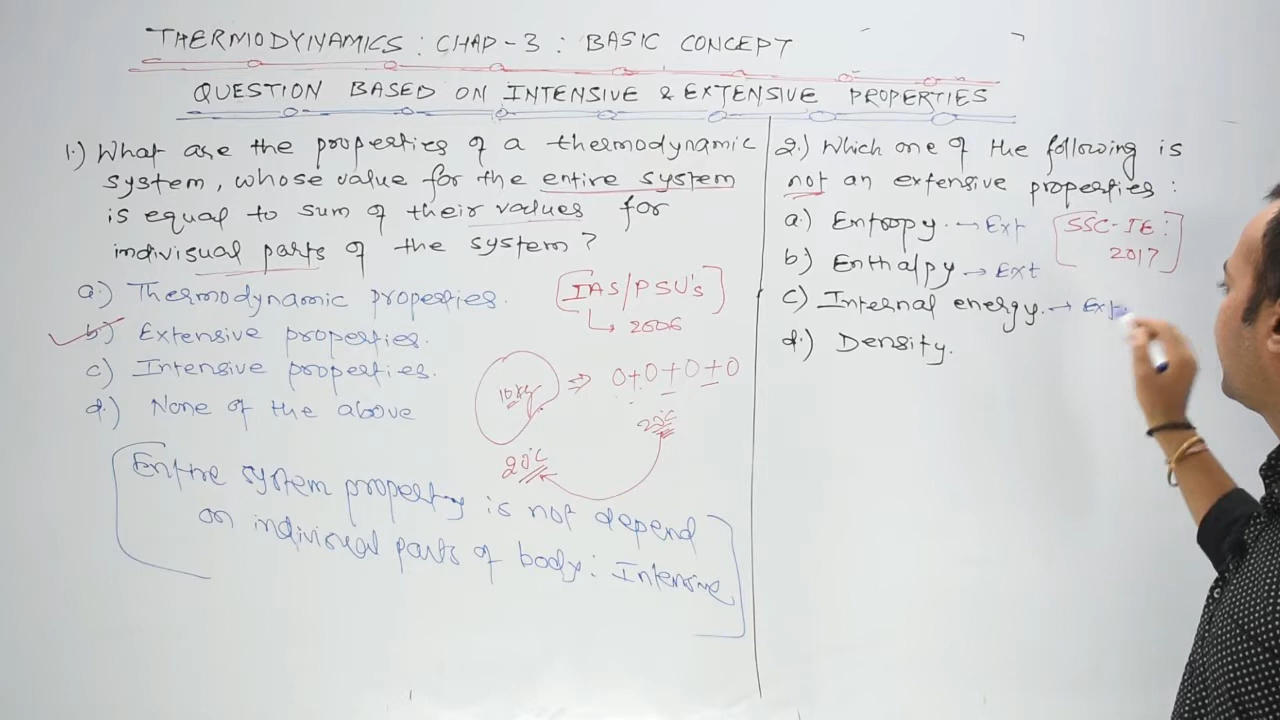 THERMODYNAMICS : CHAP-3 : BASIC CONCEPT
QUESTION BASED ON INTENSIVE & EXTENSIVE PROPERTIES
1.) What are the properties of a thermodynamic
system, whose value for the entire system
is equal to sum of their values for
indivisual parts of the system?
a.) Thermodynamic properties.
b.) Extensive properties.
c.) Intensive properties.
d.) None of the above
[IAS/PSU's]
→ 2006
10 kg ⇒ 0+0+0+0
20°C
20°C
Entire system property is not depend
on indivisual parts of body : Intensive
2.) Which one of the following is
not an extensive properties :
a.) Entropy. → Ext
b.) Enthalpy → Ext
c.) Internal energy. → Ext.
d.) Density.
[SSC-JE :
2017]